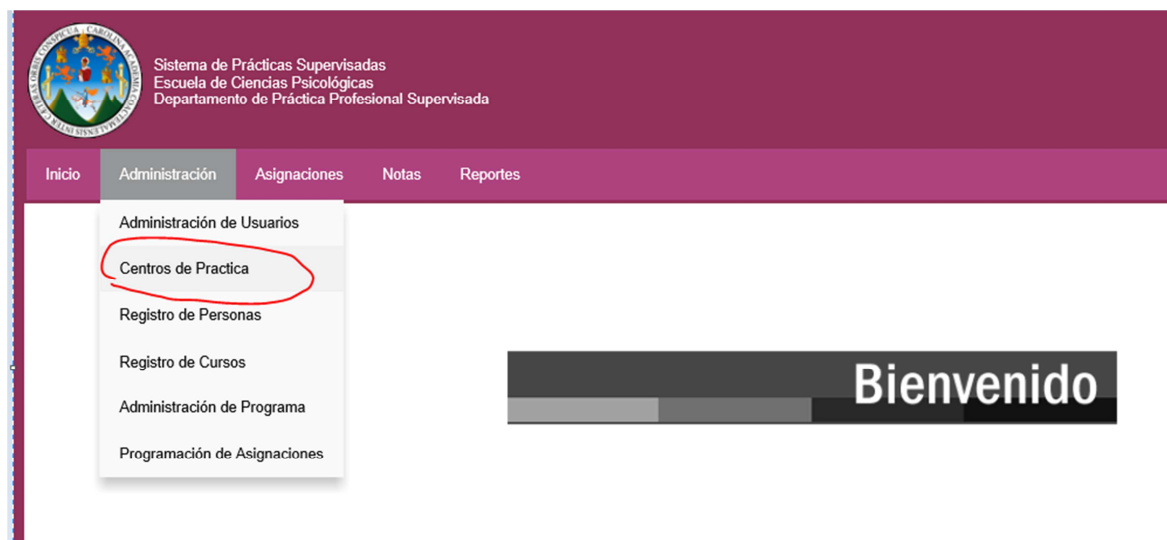 Sistema de Prácticas Supervisadas
Escuela de Ciencias Psicológicas
Departamento de Práctica Profesional Supervisada
Inicio Administración Asignaciones Notas Reportes
Administración de Usuarios
Centros de Practica
Registro de Personas
Registro de Cursos
Administración de Programa
Programación de Asignaciones
Bienvenido